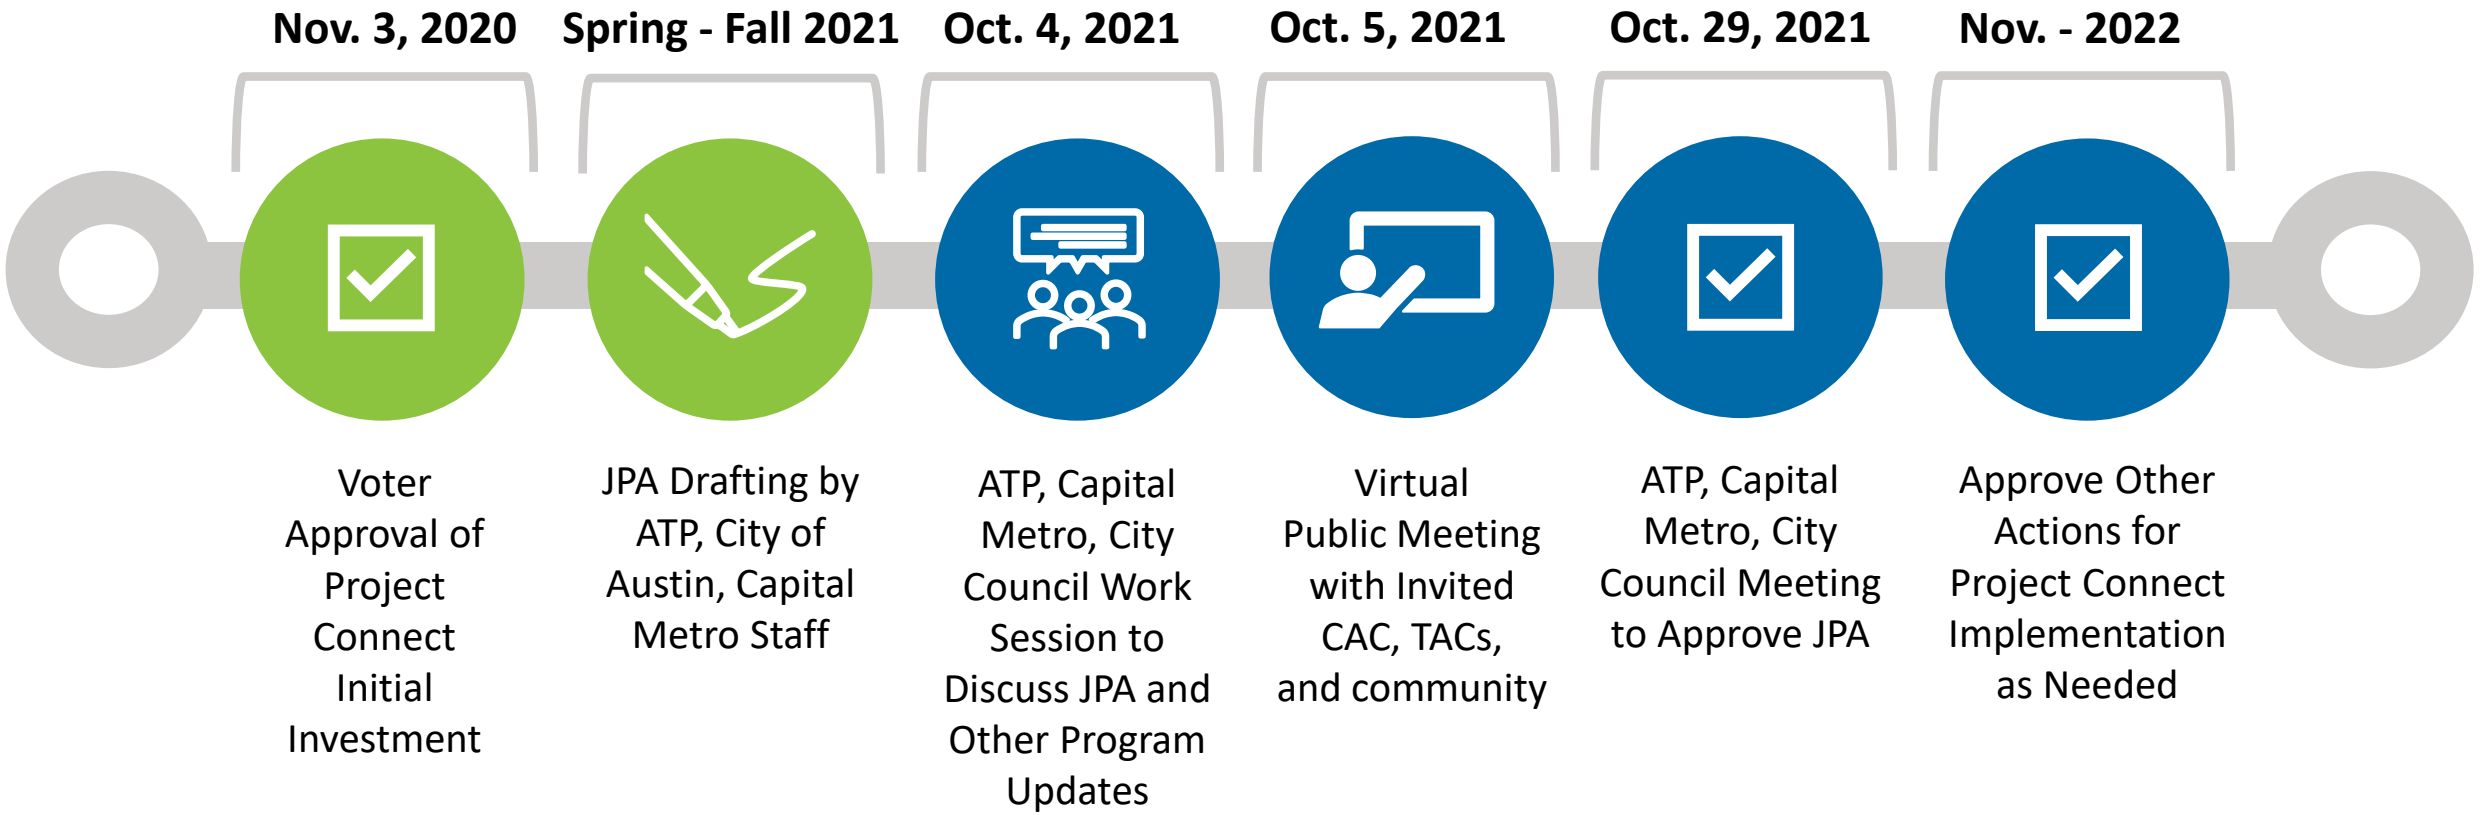 Nov. 3, 2020
Voter
Approval of
Project
Connect
Initial
Investment
Spring - Fall 2021
JPA Drafting by
ATP, City of
Austin, Capital
Metro Staff
Oct. 4, 2021
ATP, Capital
Metro, City
Council Work
Session to
Discuss JPA and
Other Program
Updates
Oct. 5, 2021
Virtual
Public Meeting
with Invited
CAC, TACs,
and community
Oct. 29, 2021
ATP, Capital
Metro, City
Council Meeting
to Approve JPA
Nov. - 2022
Approve Other
Actions for
Project Connect
Implementation
as Needed